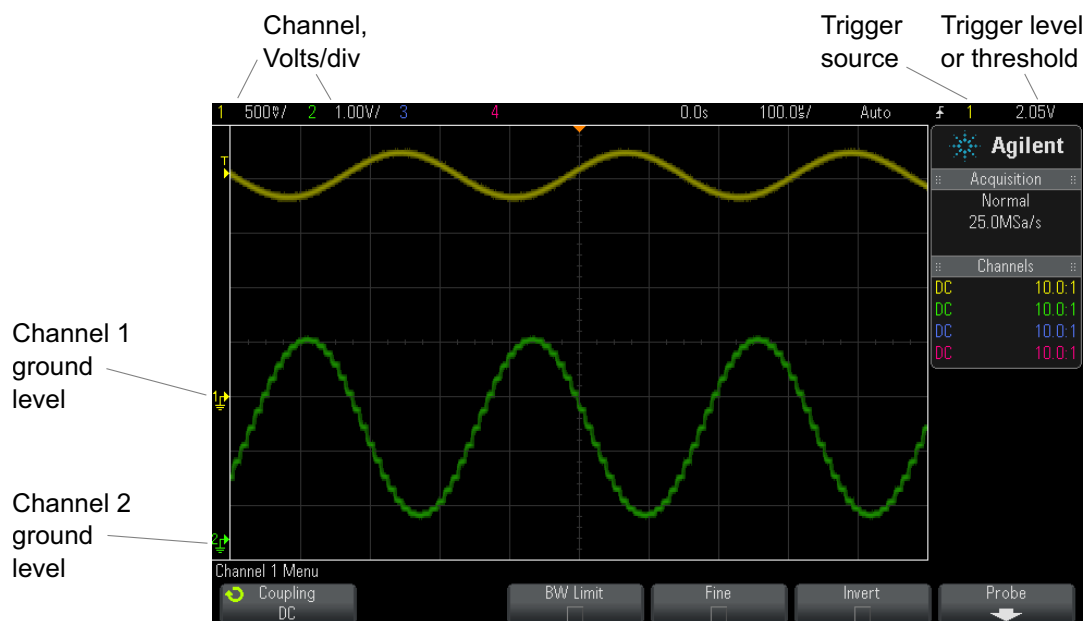 Channel,
Volts/div
Trigger
source
Trigger level
or threshold
1 500㎷/ 2 1.00V/ 3 4 0.0s 100.0㎲/ Auto 1 2.05V
T
Agilent
Acquisition
Normal
25.0MSa/s
Channels
DC 10.0:1
DC 10.0:1
DC 10.0:1
DC 10.0:1
Channel 1
ground
level
1
Channel 2
ground
level
2
Channel 1 Menu
Coupling
DC
BW Limit
Fine
Invert
Probe